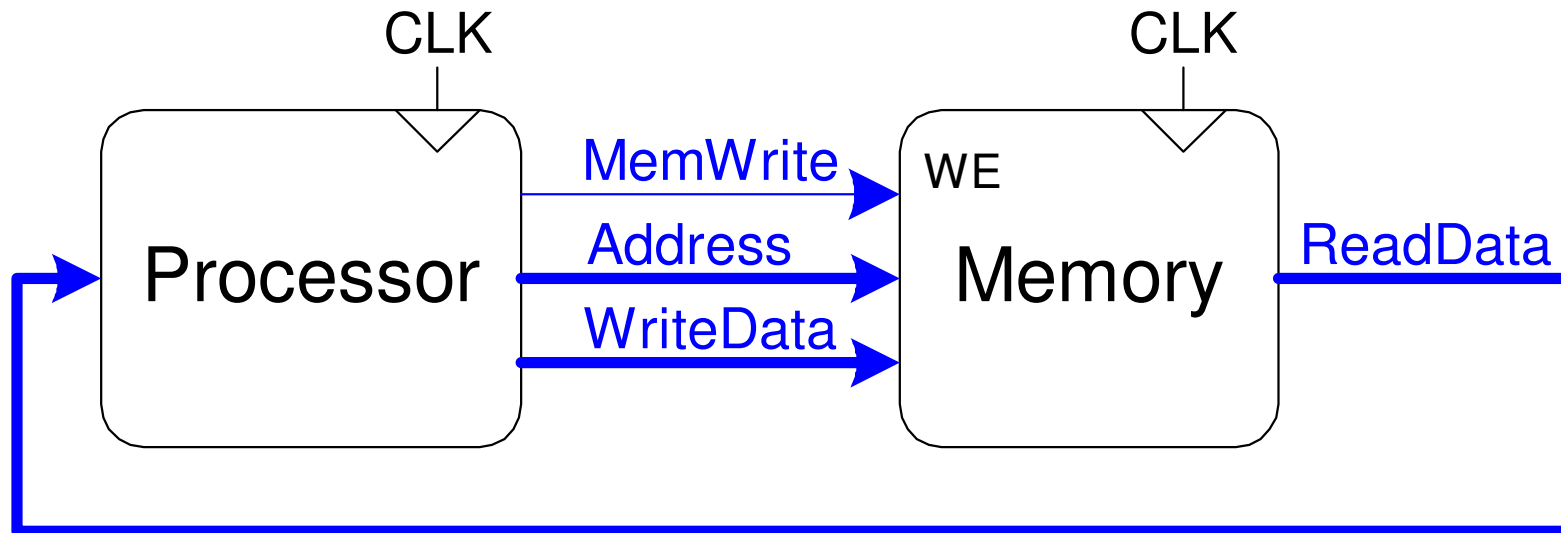 CLK
CLK
MemWrite
WE
Address
Processor
Memory
ReadData
WriteData